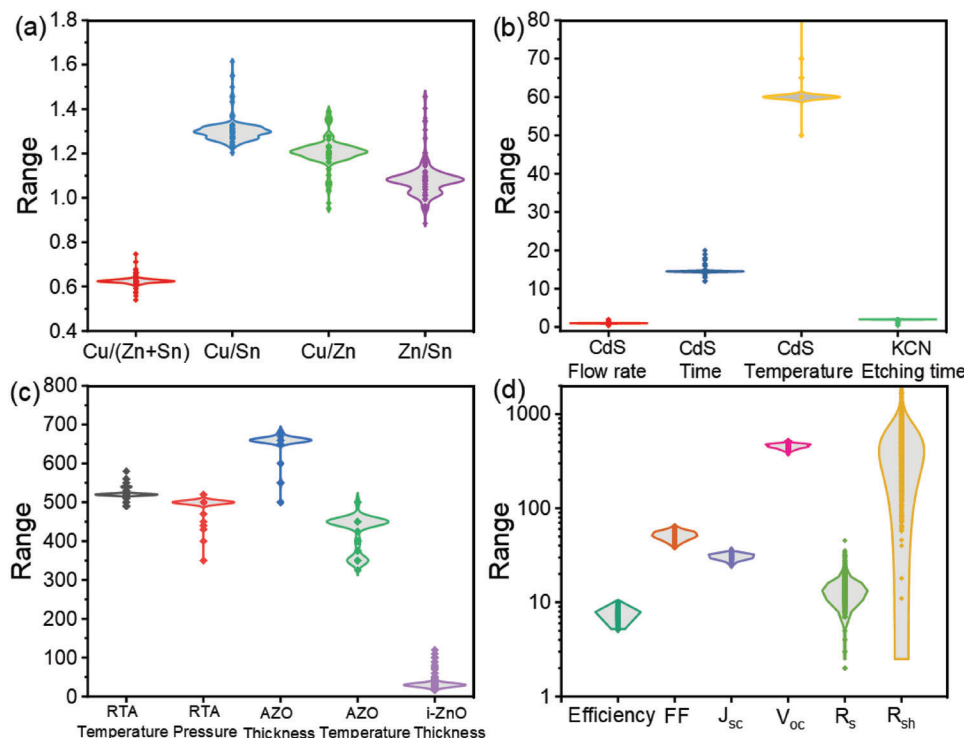 (a)
Range
1.8
1.6
1.4
1.2
1.0
0.8
0.6
0.4
Cu/(Zn+Sn) Cu/Sn Cu/Zn Zn/Sn
(b)
Range
80
70
60
50
40
30
20
10
0
CdS CdS CdS KCN
Flow rate Time Temperature Etching time
(c)
Range
800
700
600
500
400
300
200
100
0
RTA RTA AZO AZO i-ZnO
Temperature Pressure Thickness Temperature Thickness
(d)
Range
1000
100
10
1
Efficiency FF Jsc Voc Rs Rsh